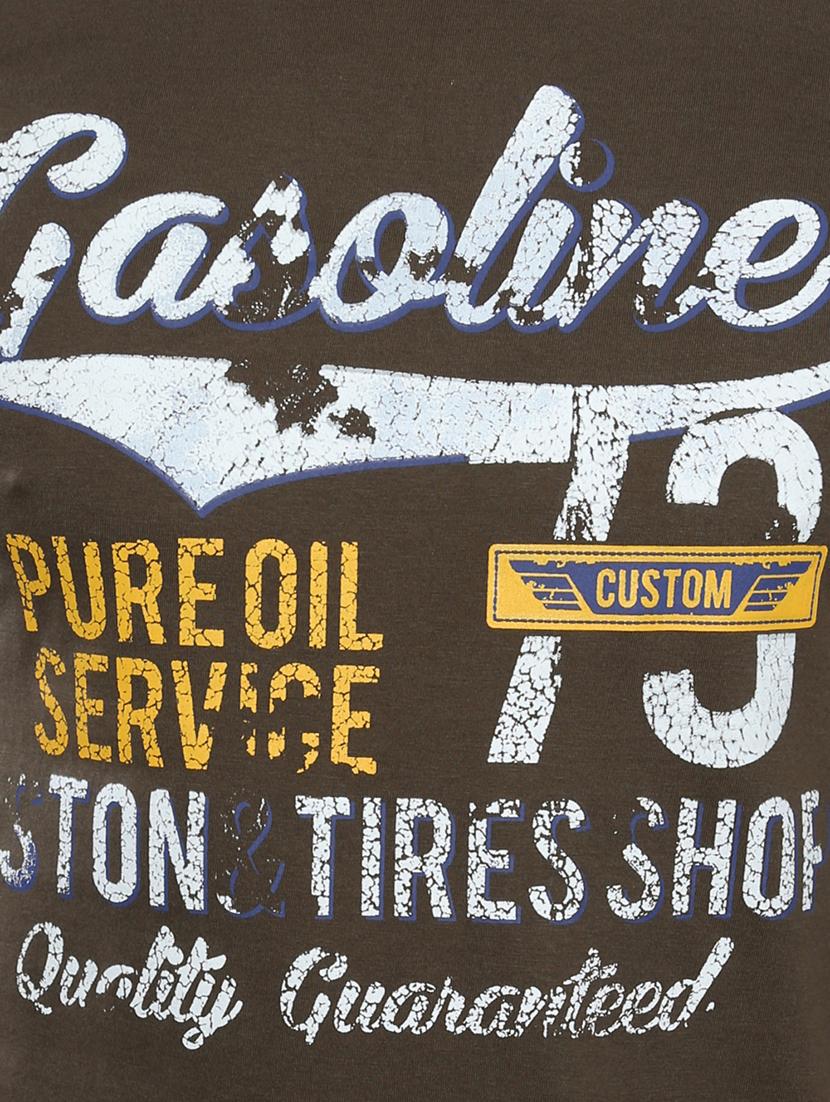 Gasoline
73
PURE OIL
CUSTOM
SERVICE
STON & TIRES SHOP
Quality Guaranteed.